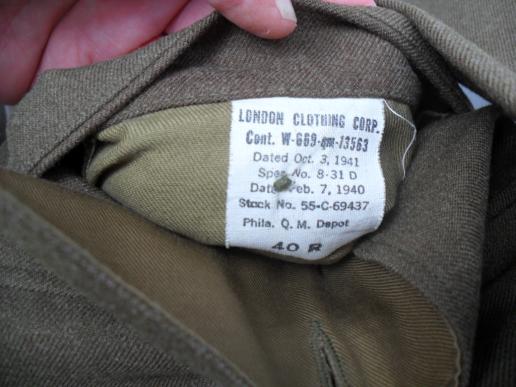 LONDON CLOTHING CORP.
Cont. W-669-qm-13563
Dated Oct. 3, 1941
Spec No. 8-31 D
Feb. 7, 1940
Stock No. 55-C-69437
Phila. Q. M. Depot
40 R